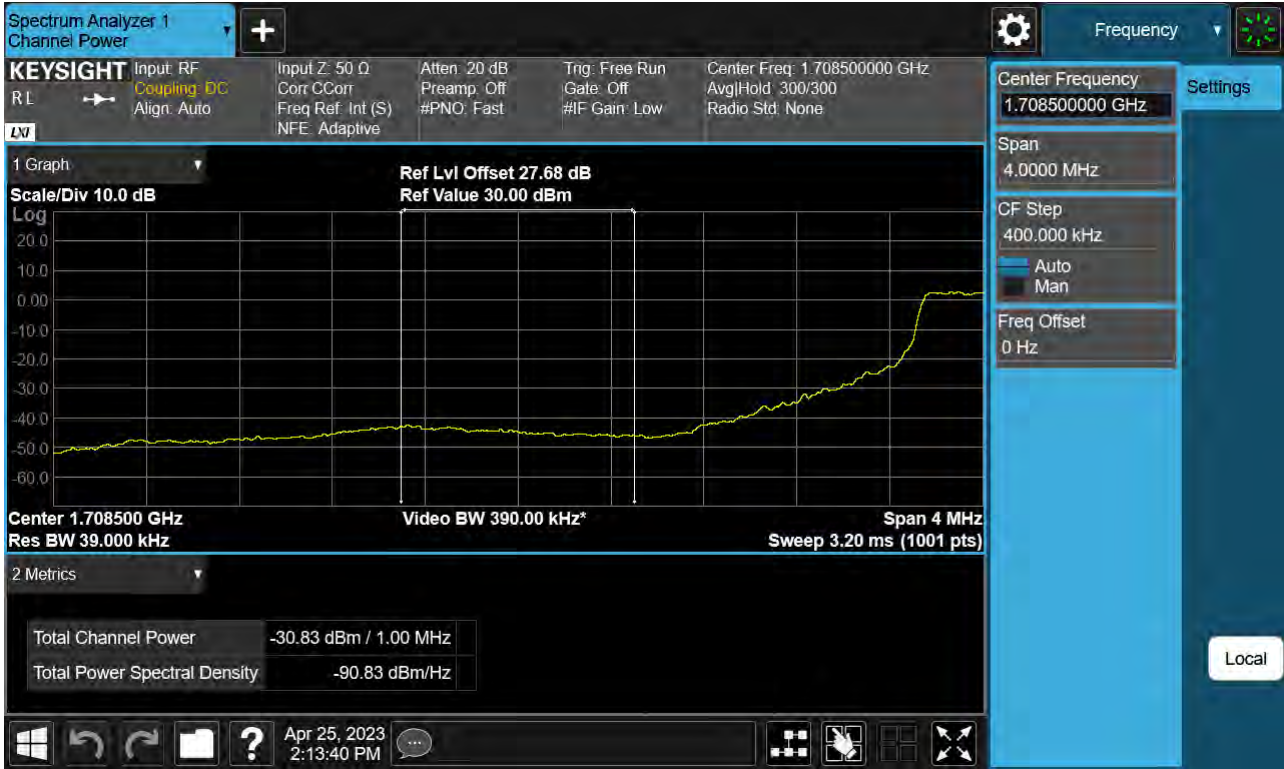 Spectrum Analyzer 1
Channel Power
+
Frequency
KEYSIGHT
RL
LXI
Input: RF
Coupling: DC
Align: Auto
Input Z: 50 Ω
Corr CCorr
Freq Ref: Int (S)
NFE: Adaptive
Atten: 20 dB
Preamp: Off
#PNO: Fast
Trig: Free Run
Gate: Off
#IF Gain: Low
Center Freq: 1.708500000 GHz
Avg|Hold: 300/300
Radio Std: None
1 Graph
Scale/Div 10.0 dB
Ref Lvl Offset 27.68 dB
Ref Value 30.00 dBm
Log
20.0
10.0
0.00
-10.0
-20.0
-30.0
-40.0
-50.0
-60.0
Center 1.708500 GHz
Res BW 39.000 kHz
Video BW 390.00 kHz*
Span 4 MHz
Sweep 3.20 ms (1001 pts)
2 Metrics
Total Channel Power -30.83 dBm / 1.00 MHz
Total Power Spectral Density -90.83 dBm/Hz
Center Frequency
1.708500000 GHz
Span
4.0000 MHz
CF Step
400.000 kHz
Auto
Man
Freq Offset
0 Hz
Settings
Local
?
Apr 25, 2023
2:13:40 PM